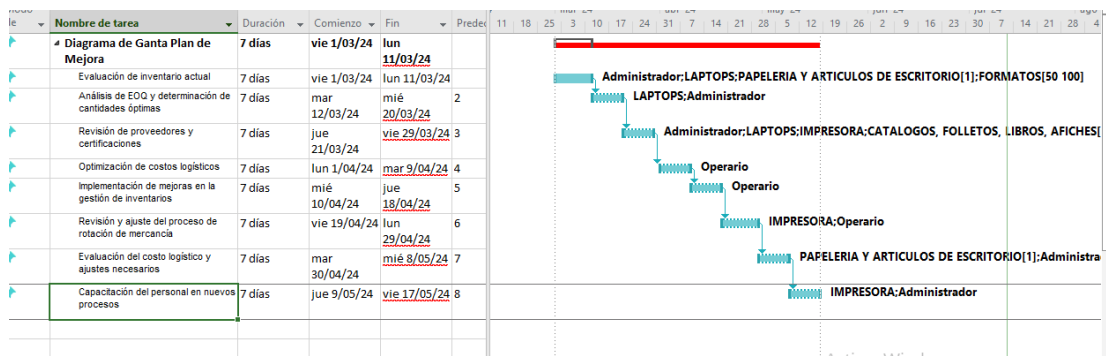 Nombre de tarea Duración Comienzo Fin Predec 11 18 25 3 10 17 24 31 7 14 21 28 5 12 19 26 2 9 16 23 30 7 14 21 28 4
Diagrama de Ganta Plan de 7 días vie 1/03/24 lun
Mejora 11/03/24
Evaluación de inventario actual 7 días vie 1/03/24 lun 11/03/24 Administrador;LAPTOPS;PAPELERIA Y ARTICULOS DE ESCRITORIO[1];FORMATOS[50 100]
Análisis de EOQ y determinación de 7 días mar mié 2 LAPTOPS;Administrador
cantidades óptimas 12/03/24 20/03/24
Revisión de proveedores y 7 días jue vie 29/03/24 3 Administrador;LAPTOPS;IMPRESORA;CATALOGOS, FOLLETOS, LIBROS, AFICHES[
certificaciones 21/03/24
Optimización de costos logísticos 7 días lun 1/04/24 mar 9/04/24 4 Operario
Implementación de mejoras en la 7 días mié jue 5 Operario
gestión de inventarios 10/04/24 18/04/24
Revisión y ajuste del proceso de 7 días vie 19/04/24 lun 6 IMPRESORA;Operario
rotación de mercancía 29/04/24
Evaluación del costo logístico y 7 días mar mié 8/05/24 7 PAPELERIA Y ARTICULOS DE ESCRITORIO[1];Administra
ajustes necesarios 30/04/24
Capacitación del personal en nuevos 7 días jue 9/05/24 vie 17/05/24 8 IMPRESORA;Administrador
procesos